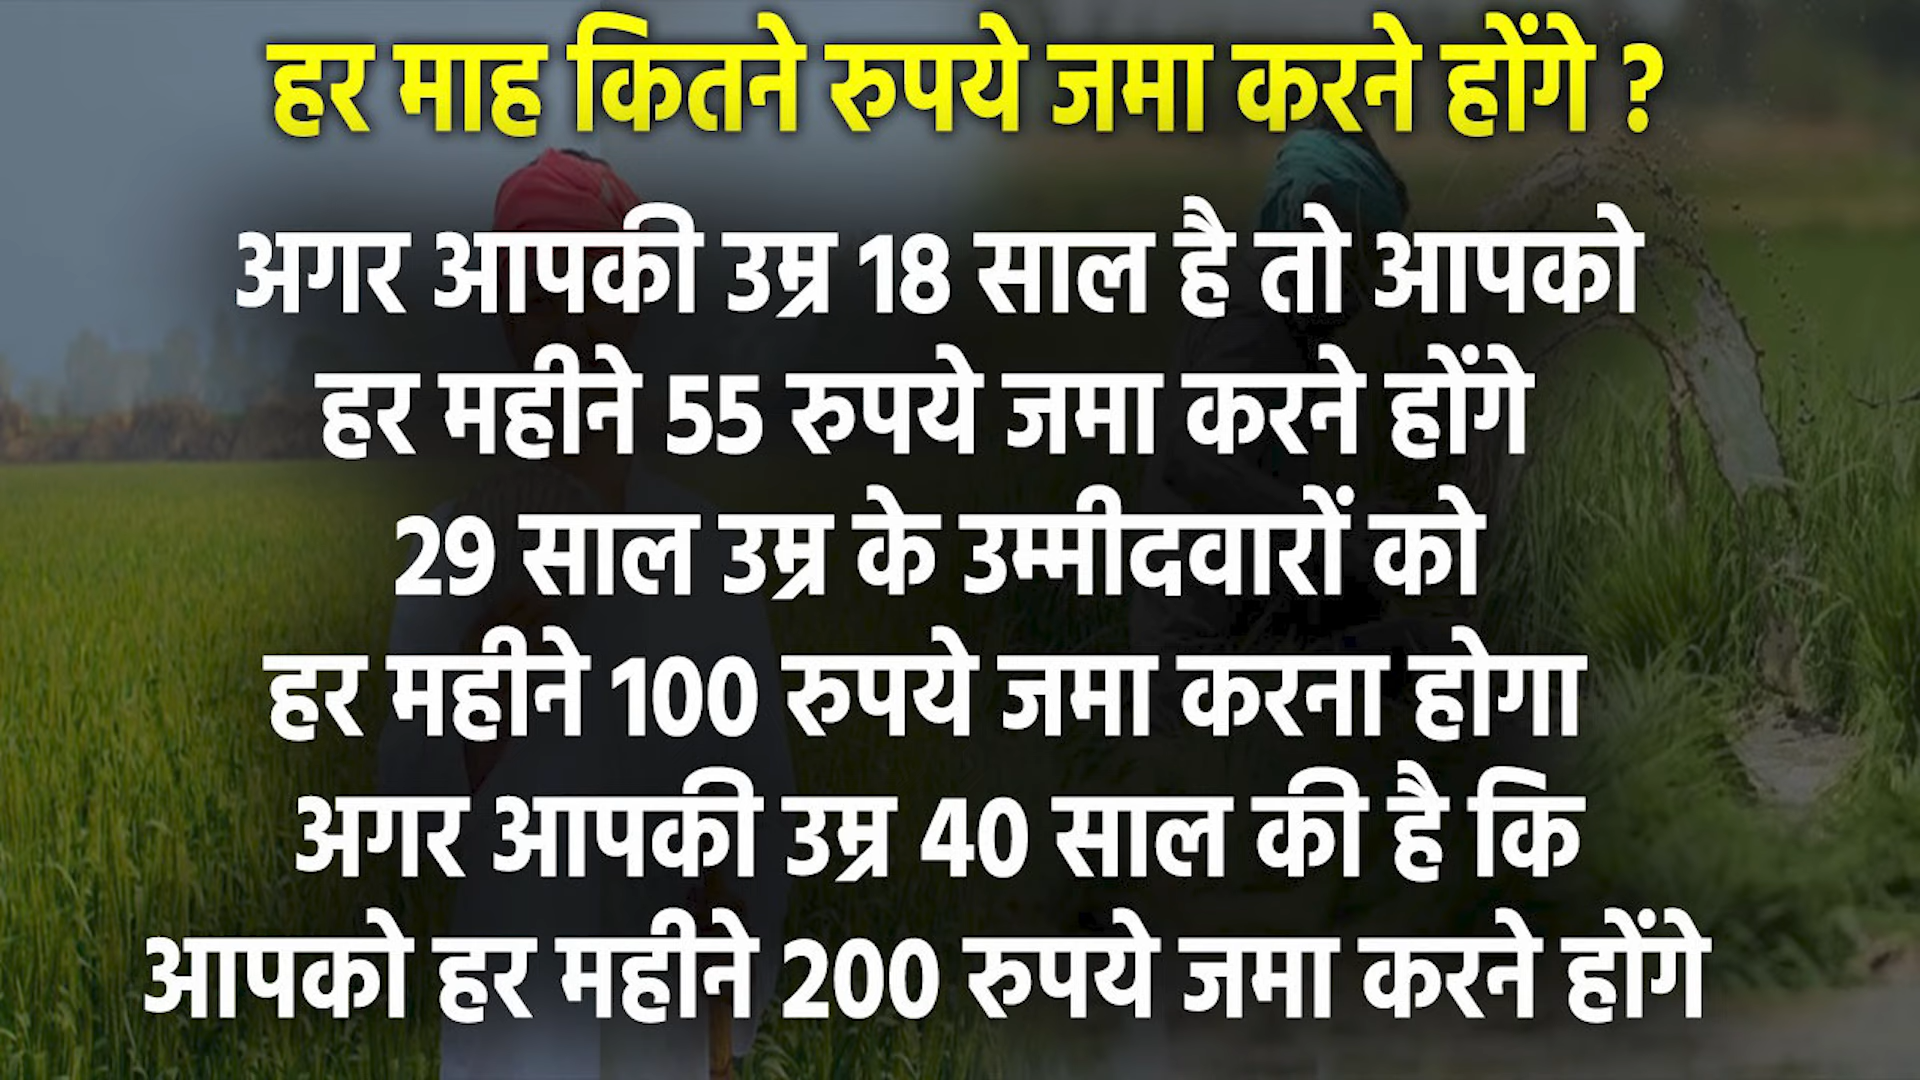 हर माह कितने रुपये जमा करने होंगे ?
अगर आपकी उम्र 18 साल है तो आपको
हर महीने 55 रुपये जमा करने होंगे
29 साल उम्र के उम्मीदवारों को
हर महीने 100 रुपये जमा करना होगा
अगर आपकी उम्र 40 साल की है कि
आपको हर महीने 200 रुपये जमा करने होंगे